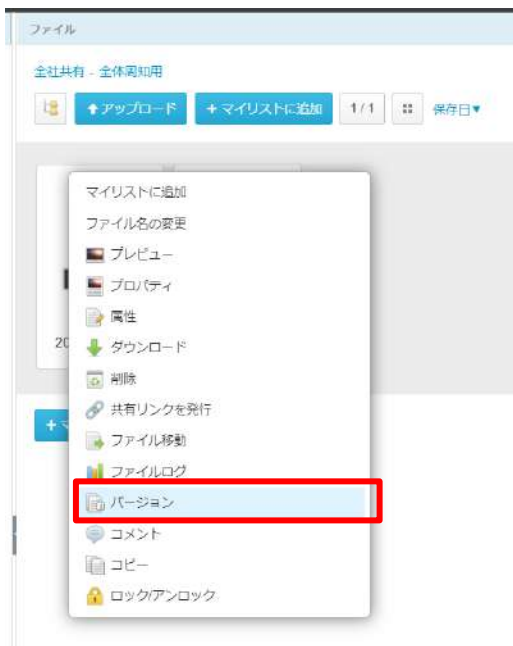 ファイル
全社共有 - 全体周知用
アップロード
+マイリストに追加
1/1
保存日▼
マイリストに追加
ファイル名の変更
プレビュー
プロパティ
属性
20
ダウンロード
削除
共有リンクを発行
ファイル移動
ファイルログ
バージョン
コメント
コピー
ロック/アンロック